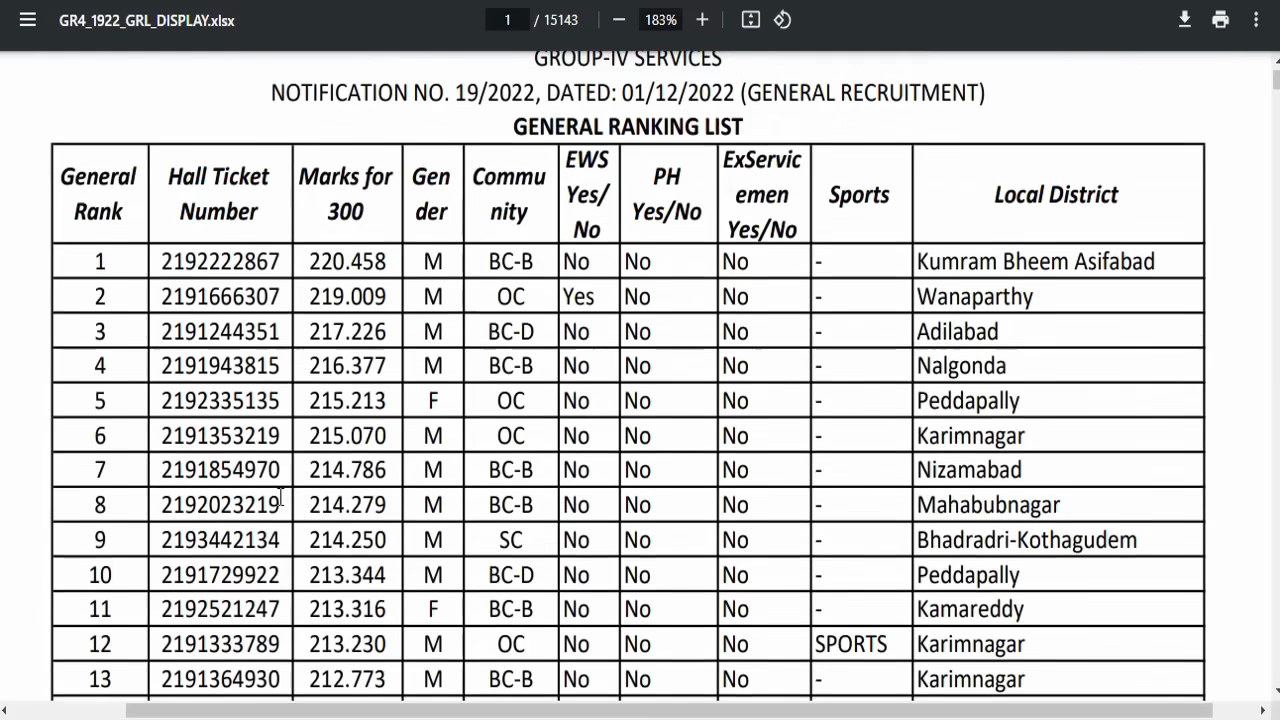 GR4_1922_GRL_DISPLAY.xlsx 1 / 15143 183%
GROUP-IV SERVICES
NOTIFICATION NO. 19/2022, DATED: 01/12/2022 (GENERAL RECRUITMENT)
GENERAL RANKING LIST
General Rank Hall Ticket Number Marks for 300 Gen der Commu nity EWS Yes/ No PH Yes/No ExServic emen Yes/No Sports Local District
1 2192222867 220.458 M BC-B No No No - Kumram Bheem Asifabad
2 2191666307 219.009 M OC Yes No No - Wanaparthy
3 2191244351 217.226 M BC-D No No No - Adilabad
4 2191943815 216.377 M BC-B No No No - Nalgonda
5 2192335135 215.213 F OC No No No - Peddapally
6 2191353219 215.070 M OC No No No - Karimnagar
7 2191854970 214.786 M BC-B No No No - Nizamabad
8 2192023219 214.279 M BC-B No No No - Mahabubnagar
9 2193442134 214.250 M SC No No No - Bhadradri-Kothagudem
10 2191729922 213.344 M BC-D No No No - Peddapally
11 2192521247 213.316 F BC-B No No No - Kamareddy
12 2191333789 213.230 M OC No No No SPORTS Karimnagar
13 2191364930 212.773 M BC-B No No No - Karimnagar